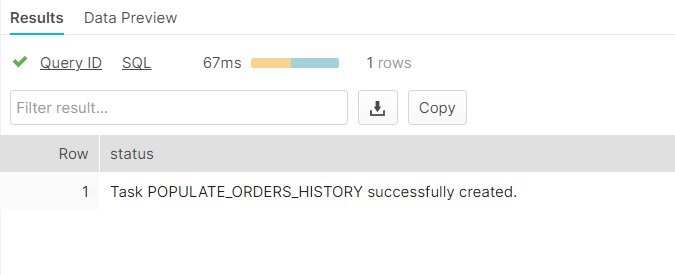 Results Data Preview
Query ID SQL 67ms 1 rows
Filter result... Copy
Row status
1 Task POPULATE_ORDERS_HISTORY successfully created.